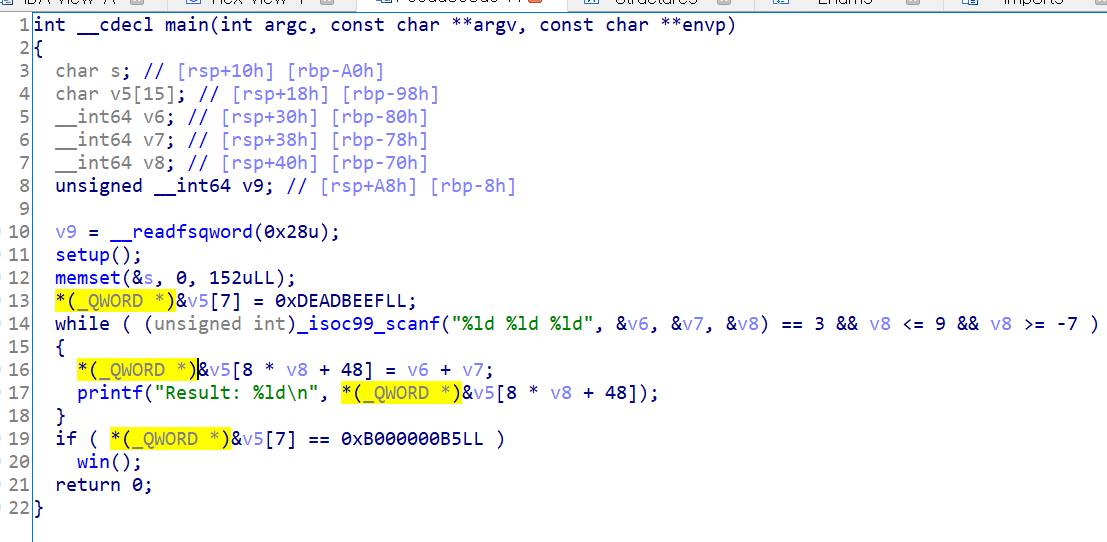 1 int __cdecl main(int argc, const char **argv, const char **envp)
2 {
3   char s; // [rsp+10h] [rbp-A0h]
4   char v5[15]; // [rsp+18h] [rbp-98h]
5   __int64 v6; // [rsp+30h] [rbp-80h]
6   __int64 v7; // [rsp+38h] [rbp-78h]
7   __int64 v8; // [rsp+40h] [rbp-70h]
8   unsigned __int64 v9; // [rsp+A8h] [rbp-8h]
9
10   v9 = __readfsqword(0x28u);
11   setup();
12   memset(&s, 0, 152uLL);
13   *(_QWORD *)&v5[7] = 0xDEADBEEFLL;
14   while ( (unsigned int)_isoc99_scanf("%ld %ld %ld", &v6, &v7, &v8) == 3 && v8 <= 9 && v8 >= -7 )
15   {
16     *(_QWORD *)&v5[8 * v8 + 48] = v6 + v7;
17     printf("Result: %ld\n", *(_QWORD *)&v5[8 * v8 + 48]);
18   }
19   if ( *(_QWORD *)&v5[7] == 0xB000000B5LL )
20     win();
21   return 0;
22 }